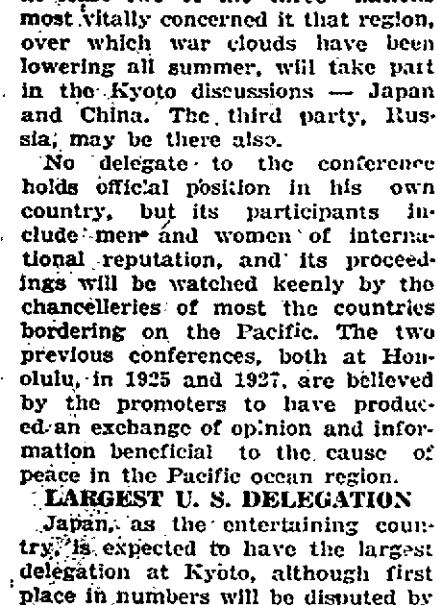 most vitally concerned it that region,
over which war clouds have been
lowering all summer, will take part
in the Kyoto discussions — Japan
and China. The third party, Rus-
sia, may be there also.
No delegate to the conference
holds official position in his own
country, but its participants in-
clude men and women of interna-
tional reputation, and its proceed-
ings will be watched keenly by the
chancelleries of most the countries
bordering on the Pacific. The two
previous conferences, both at Hon-
olulu, in 1925 and 1927, are believed
by the promoters to have produc-
ed an exchange of opinion and infor-
mation beneficial to the cause of
peace in the Pacific ocean region.
LARGEST U. S. DELEGATION
Japan, as the entertaining coun-
try, is expected to have the largest
delegation at Kyoto, although first
place in numbers will be disputed by